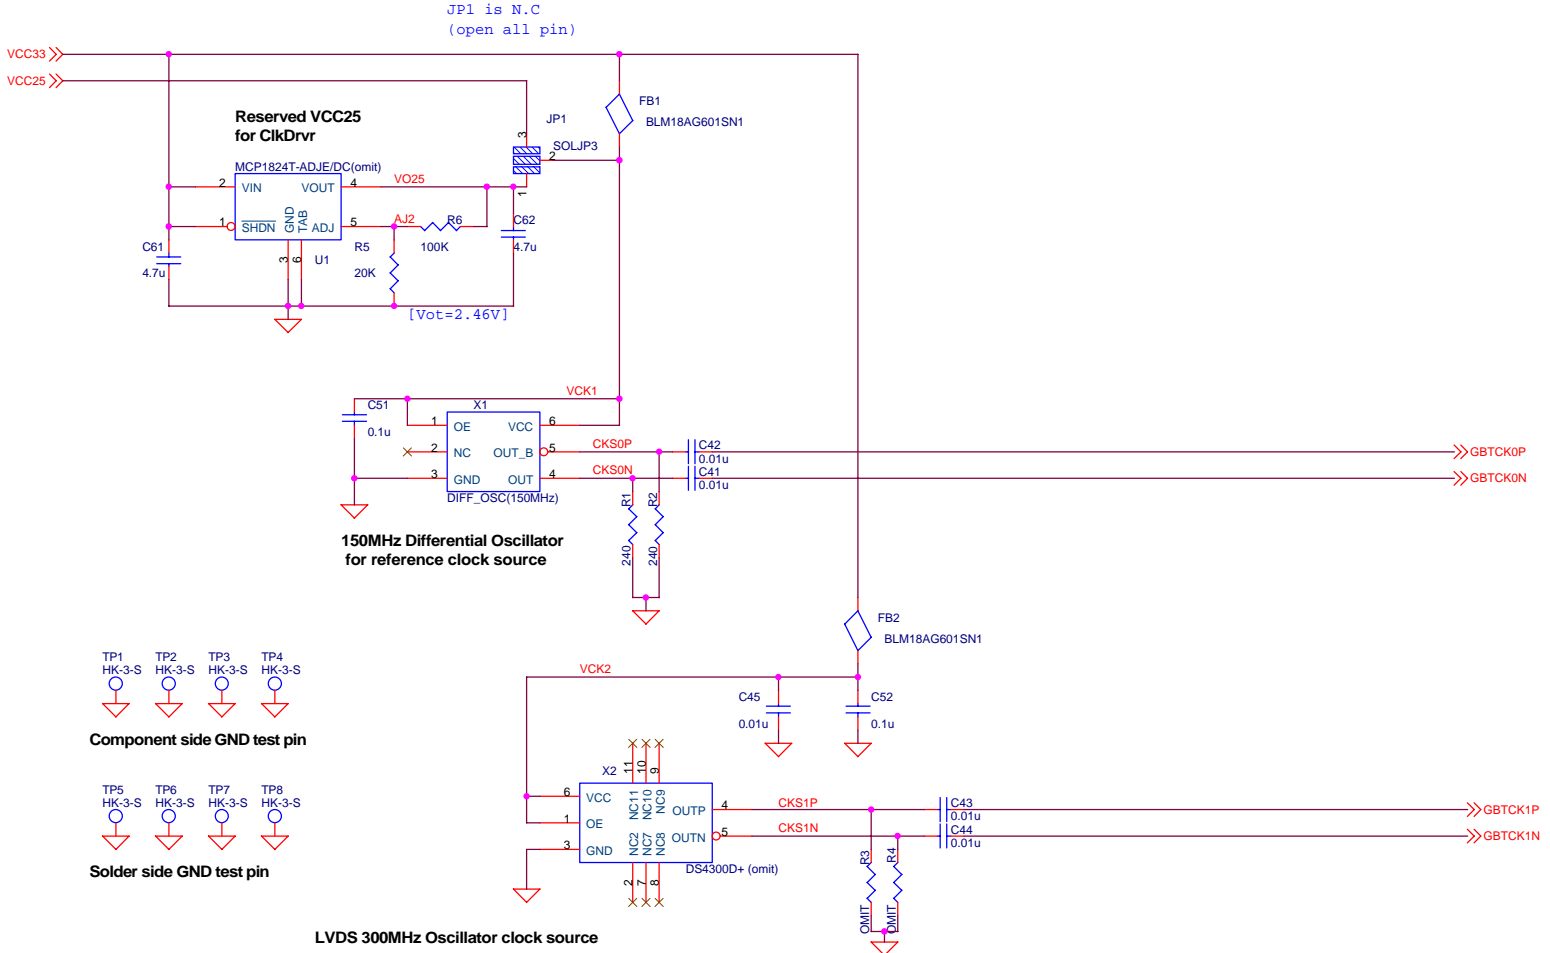 JP1 is N.C
(open all pin)
VCC33
VCC25
Reserved VCC25
for ClkDrvr
MCP1824T-ADJE/DC(omit)
2 VIN VOUT 4 VO25
1 SHDN GND TAB ADJ 5 AJ2
3 6 U1
C61
4.7u
R5
20K
R6
100K
C62
4.7u
[Vot=2.46V]
JP1
SOLJP3
3
2
1
FB1
BLM18AG601SN1
VCK1
C51
0.1u
X1
1 OE VCC 6
2 NC OUT_B 5 CKS0P
3 GND OUT 4 CKS0N
DIFF_OSC(150MHz)
C42
0.01u
C41
0.01u
R1
240
R2
240
GBTCK0P
GBTCK0N
150MHz Differential Oscillator
for reference clock source
FB2
BLM18AG601SN1
VCK2
C45
0.01u
C52
0.1u
TP1 TP2 TP3 TP4
HK-3-S HK-3-S HK-3-S HK-3-S
Component side GND test pin
TP5 TP6 TP7 TP8
HK-3-S HK-3-S HK-3-S HK-3-S
Solder side GND test pin
X2
11 10 9
NC11 NC10 NC9
6 VCC OUTP 4 CKS1P
1 OE
3 GND OUTN 5 CKS1N
NC2 NC7 NC8
2 7 8
DS4300D+ (omit)
C43
0.01u
C44
0.01u
R3
OMIT
R4
OMIT
GBTCK1P
GBTCK1N
LVDS 300MHz Oscillator clock source